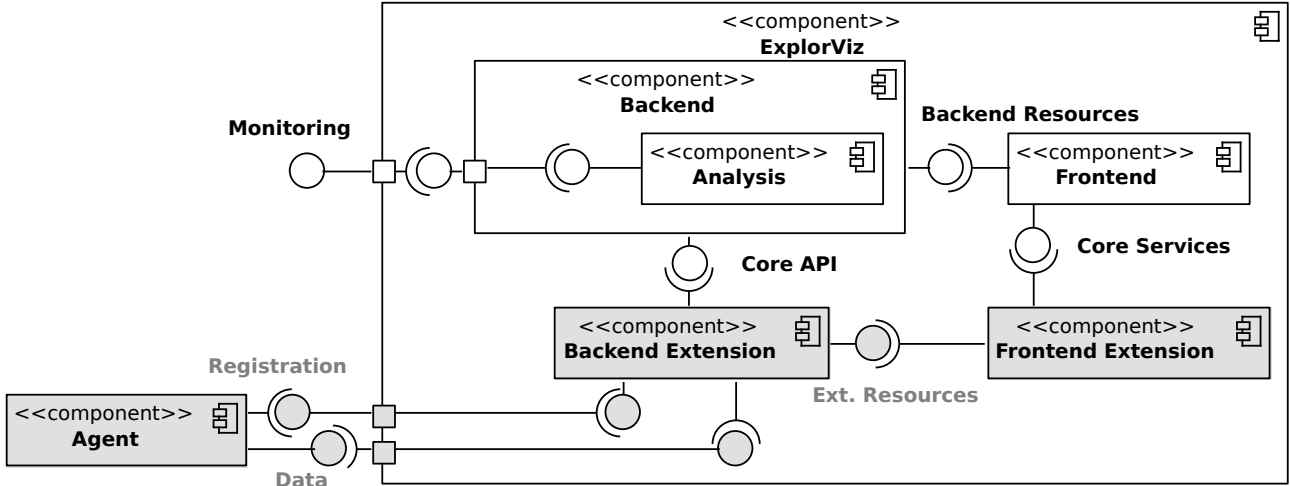 <<component>>
ExplorViz
<<component>>
Backend
Monitoring
Backend Resources
<<component>>
Analysis
<<component>>
Frontend
Core API
Core Services
<<component>>
Backend Extension
<<component>>
Frontend Extension
Registration
Ext. Resources
<<component>>
Agent
Data